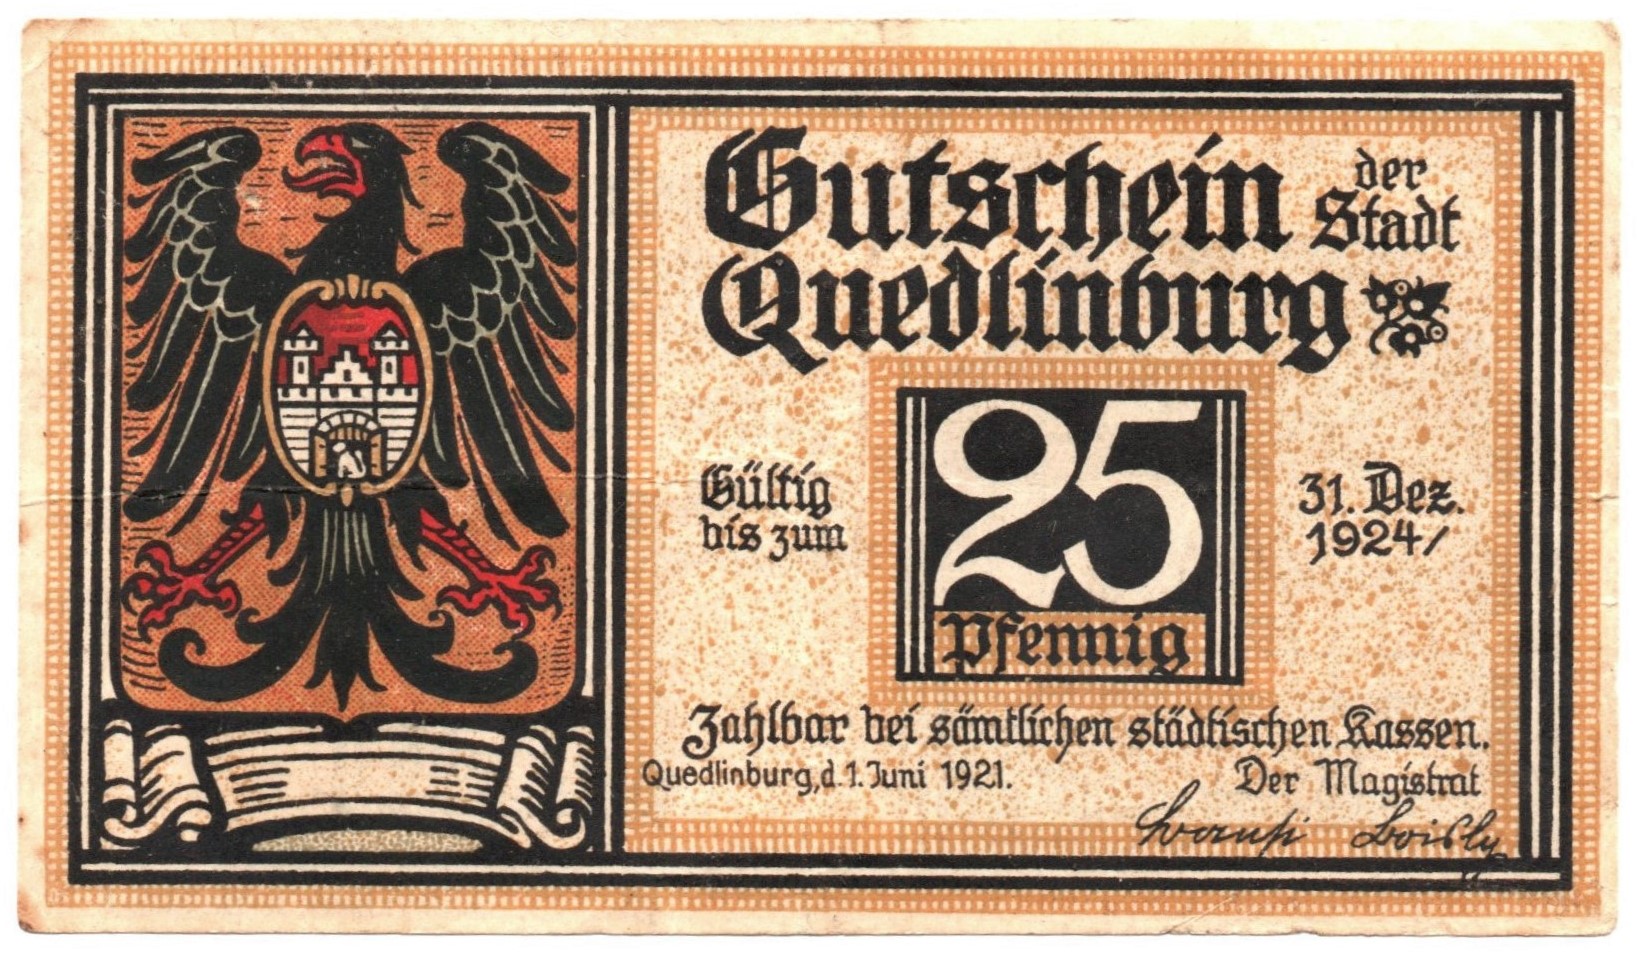 Gutschein der Stadt
Quedlinburg
25
Pfennig
Gültig
bis zum
31. Dez.
1924/
Zahlbar bei sämtlichen städtischen Kassen.
Quedlinburg, d. 1. Juni 1921.
Der Magistrat